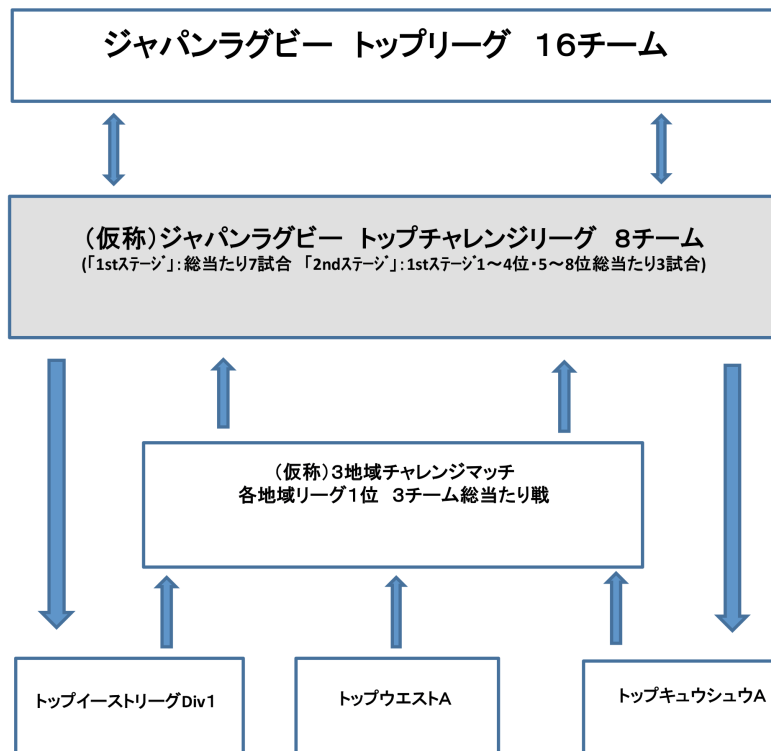 ジャパンラグビー　トップリーグ　１６チーム
（仮称）ジャパンラグビー　トップチャレンジリーグ　８チーム
(「1stｽﾃｰｼﾞ」：総当たり7試合　「2ndｽﾃｰｼﾞ」：1stｽﾃｰｼﾞ1～4位・5～8位総当たり3試合)
（仮称）３地域チャレンジマッチ
各地域リーグ１位　３チーム総当たり戦
トップイーストリーグDiv1
トップウエストA
トップキュウシュウA